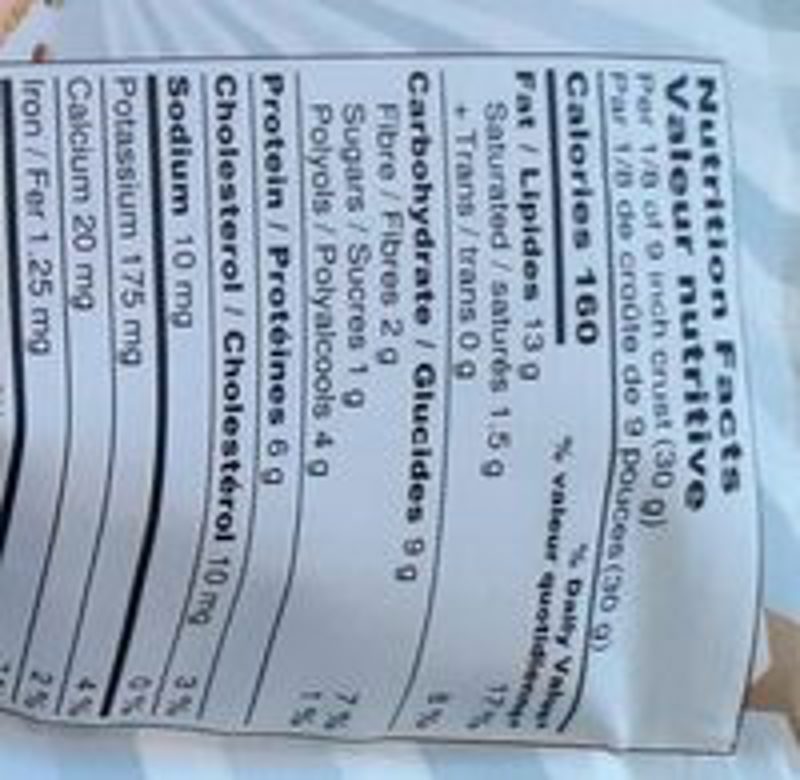 Nutrition Facts
Valeur nutritive
Per 1/8 of 9 inch crust (30 g)
Par 1/8 de croûte de 9 pouces (30 g)
Calories 160
% Daily Value*
% valeur quotidienne*
Fat / Lipides 13 g 17 %
Saturated / saturés 1.5 g
+ Trans / trans 0 g 8 %
Carbohydrate / Glucides 9 g
Fibre / Fibres 2 g 7 %
Sugars / Sucres 1 g 1 %
Polyols / Polyalcools 4 g
Protein / Protéines 6 g
Cholesterol / Cholestérol 10 mg
Sodium 10 mg 3 %
Potassium 175 mg 0 %
Calcium 20 mg 4 %
Iron / Fer 1.25 mg 2 %